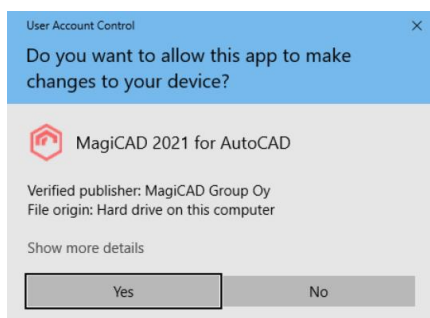 User Account Control
Do you want to allow this app to make
changes to your device?
MagiCAD 2021 for AutoCAD
Verified publisher: MagiCAD Group Oy
File origin: Hard drive on this computer
Show more details
Yes
No